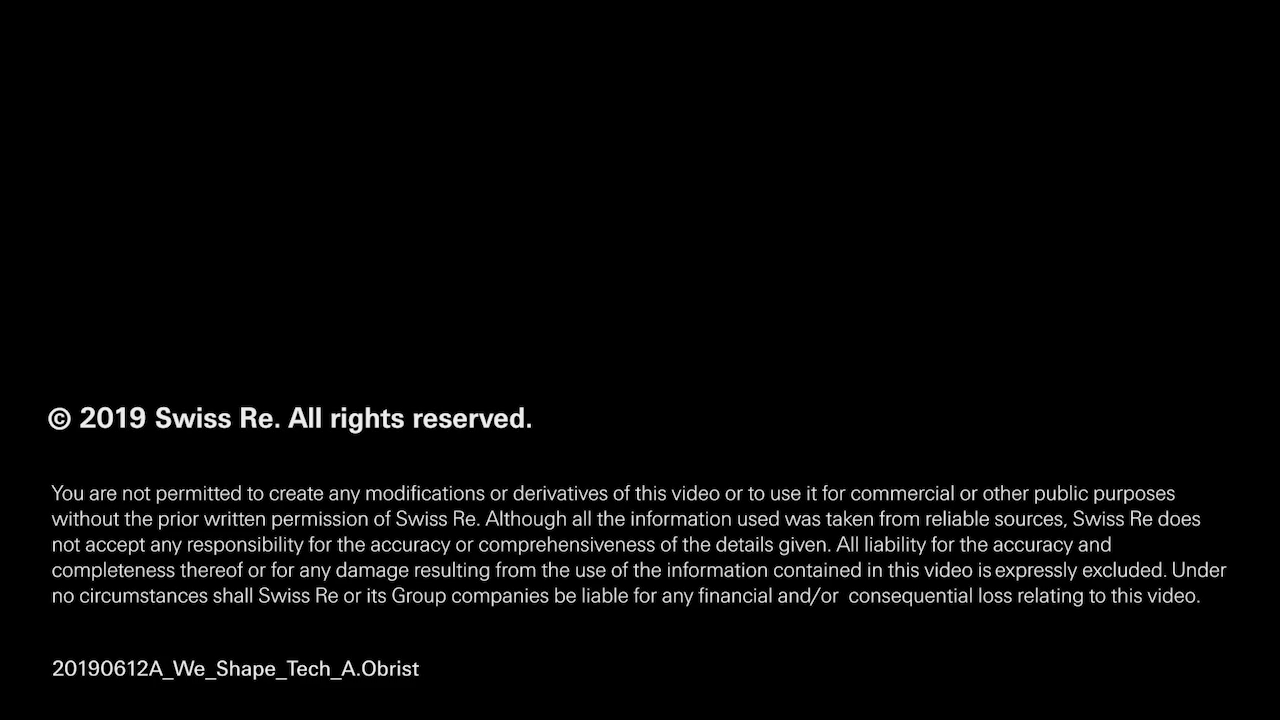 © 2019 Swiss Re. All rights reserved.
You are not permitted to create any modifications or derivatives of this video or to use it for commercial or other public purposes
without the prior written permission of Swiss Re. Although all the information used was taken from reliable sources, Swiss Re does
not accept any responsibility for the accuracy or comprehensiveness of the details given. All liability for the accuracy and
completeness thereof or for any damage resulting from the use of the information contained in this video is expressly excluded. Under
no circumstances shall Swiss Re or its Group companies be liable for any financial and/or  consequential loss relating to this video.
20190612A_We_Shape_Tech_A.Obrist